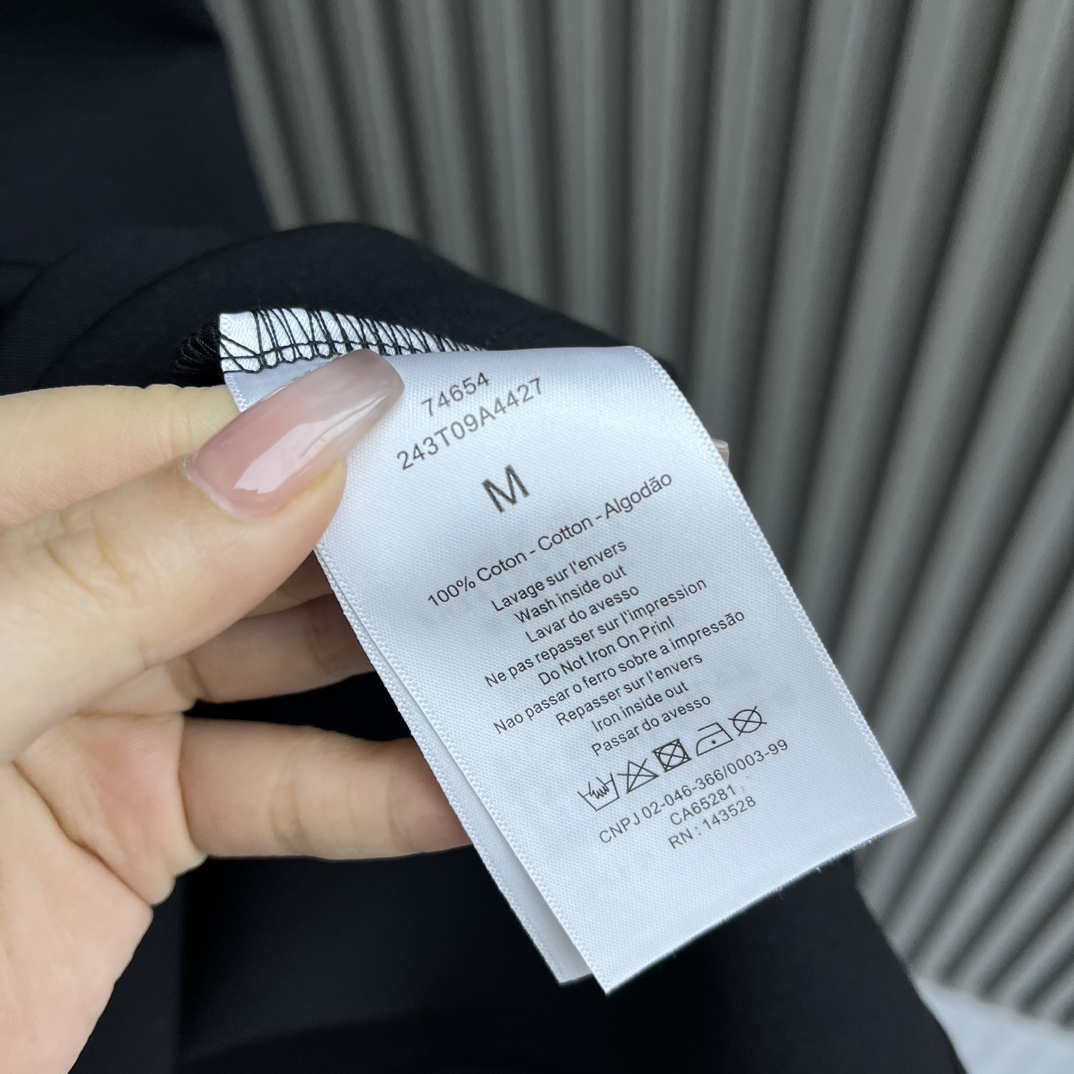 74654
243T09A4427
M
100% Coton - Cotton - Algodão
Lavage sur l'envers
Wash inside out
Lavar do avesso
Ne pas repasser sur l'impression
Do Not Iron On Print
Nao passar o ferro sobre a impressão
Repasser sur l'envers
Iron inside out
Passar do avesso
CNPJ 02-046-366/0003-99
CA65281
RN: 143528